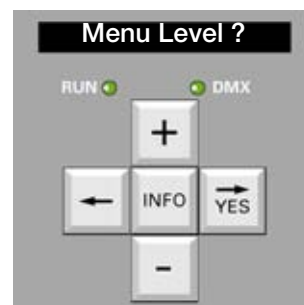 Menu Level ?
RUN DMX
+
← INFO → YES
-